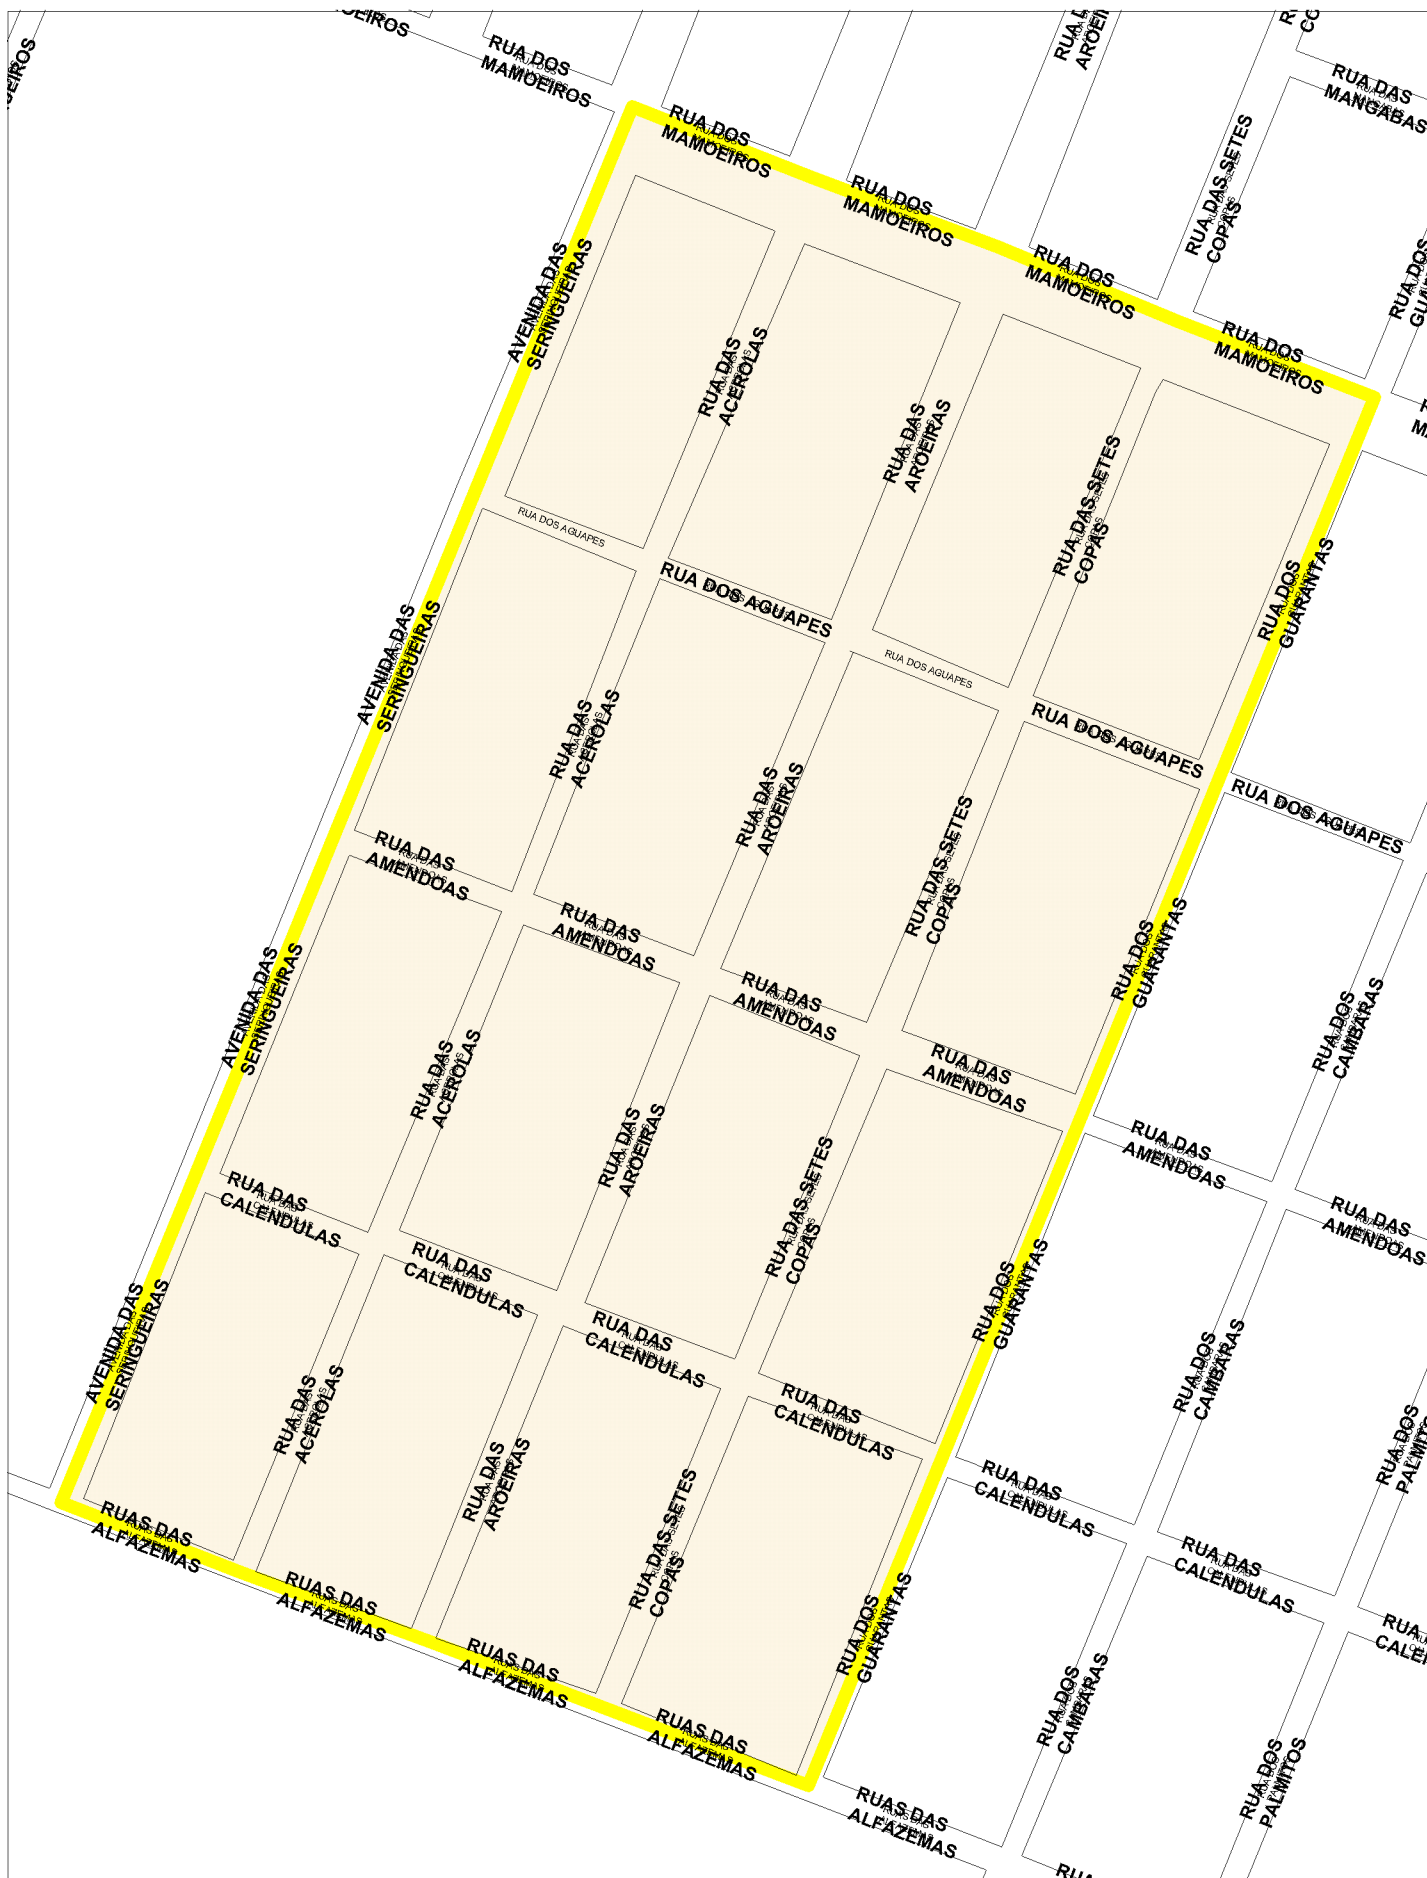 RUA DOS
MAMOEIROS
RUA DAS
MANGABAS
RUA DOS
MAMOEIROS
RUA DAS SETES
COPAS
RUA DOS
MAMOEIROS
RUA DOS
MAMOEIROS
RUA DOS
MAMOEIROS
AVENIDA DAS
SERINGUEIRAS
RUA DAS
ACEROLAS
RUA DAS
AROEIRAS
RUA DAS SETES
COPAS
RUA DOS
GUARANTAS
RUA DOS AGUAPES
RUA DOS AGUAPES
RUA DOS AGUAPES
RUA DOS AGUAPES
RUA DOS AGUAPES
AVENIDA DAS
SERINGUEIRAS
RUA DAS
ACEROLAS
RUA DAS
AROEIRAS
RUA DAS SETES
COPAS
RUA DOS
GUARANTAS
RUA DOS
CAMBARAS
RUA DAS
AMENDOAS
RUA DAS
AMENDOAS
RUA DAS
AMENDOAS
RUA DAS
AMENDOAS
RUA DAS
AMENDOAS
RUA DAS
AMENDOAS
AVENIDA DAS
SERINGUEIRAS
RUA DAS
ACEROLAS
RUA DAS
AROEIRAS
RUA DAS SETES
COPAS
RUA DOS
GUARANTAS
RUA DOS
CAMBARAS
RUA DOS
RUA DAS
CALENDULAS
RUA DAS
CALENDULAS
RUA DAS
CALENDULAS
RUA DAS
CALENDULAS
RUA DAS
CALENDULAS
RUA DAS
CALENDULAS
AVENIDA DAS
SERINGUEIRAS
RUA DAS
ACEROLAS
RUA DAS
AROEIRAS
RUA DAS SETES
COPAS
RUA DOS
GUARANTAS
RUA DOS
CAMBARAS
RUA DOS
PALMITOS
RUAS DAS
ALFAZEMAS
RUAS DAS
ALFAZEMAS
RUAS DAS
ALFAZEMAS
RUAS DAS
ALFAZEMAS
RUAS DAS
ALFAZEMAS